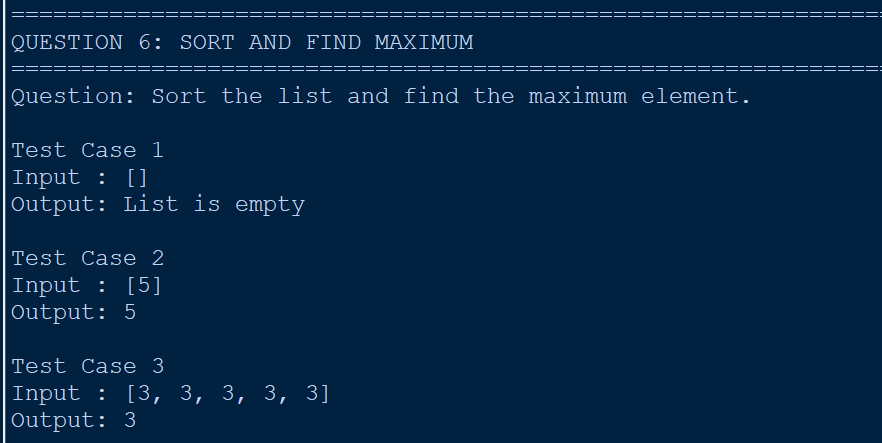 ===============================================================
QUESTION 6: SORT AND FIND MAXIMUM
===============================================================
Question: Sort the list and find the maximum element.
Test Case 1
Input : []
Output: List is empty
Test Case 2
Input : [5]
Output: 5
Test Case 3
Input : [3, 3, 3, 3, 3]
Output: 3